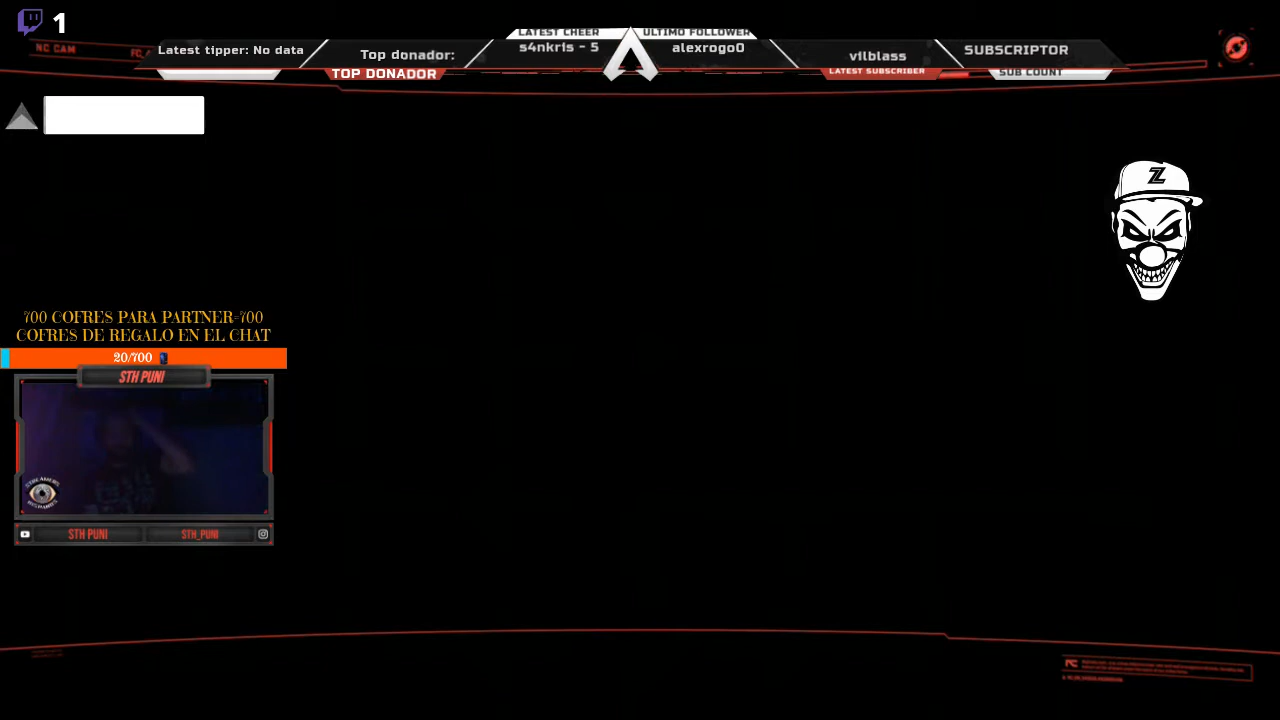 1
NC CAM
Latest tipper: No data
Top donador:
TOP DONADOR
LATEST CHEER
s4nkris - 5
ULTIMO FOLLOWER
alexrogo0
vilblass
LATEST SUBSCRIBER
SUBSCRIPTOR
SUB COUNT
Z
700 COFRES PARA PARTNER=700
COFRES DE REGALO EN EL CHAT
20/700
STH PUNI
STH PUNI
STH_PUNI